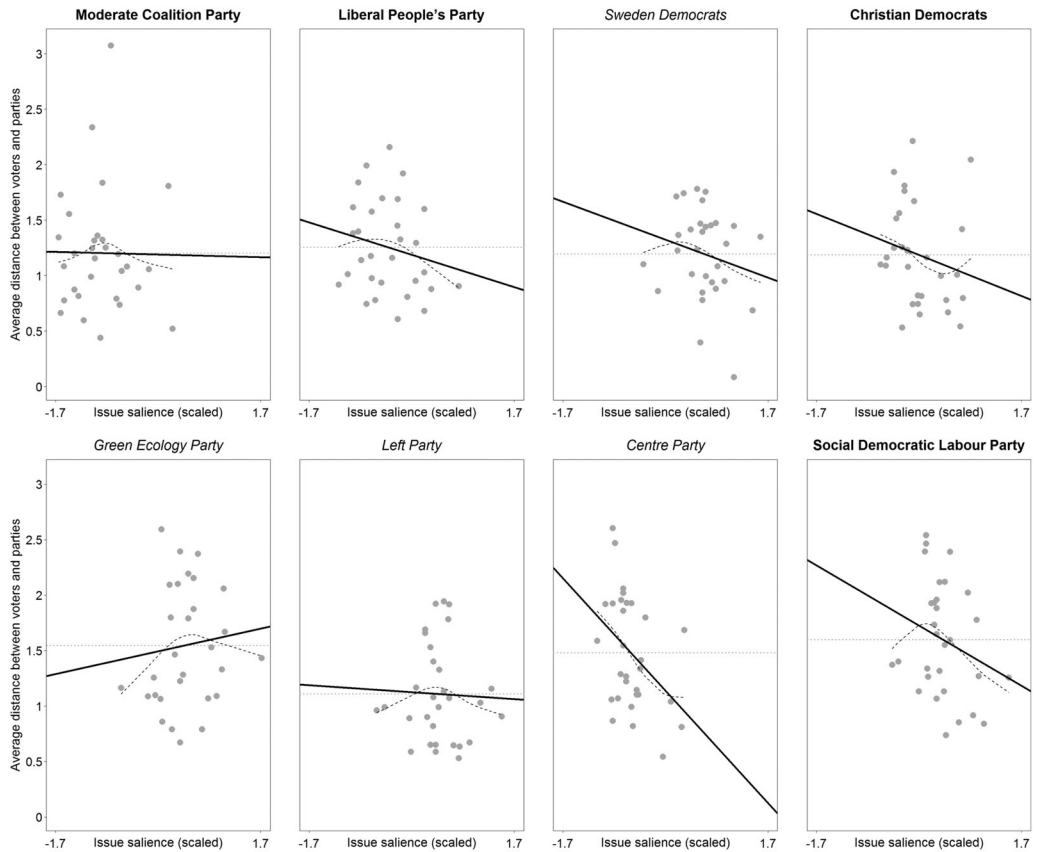 Moderate Coalition Party
Liberal People's Party
Sweden Democrats
Christian Democrats
Average distance between voters and parties
3
2.5
2
1.5
1
0.5
0
-1.7 Issue salience (scaled) 1.7
-1.7 Issue salience (scaled) 1.7
-1.7 Issue salience (scaled) 1.7
-1.7 Issue salience (scaled) 1.7
Green Ecology Party
Left Party
Centre Party
Social Democratic Labour Party
Average distance between voters and parties
3
2.5
2
1.5
1
0.5
0
-1.7 Issue salience (scaled) 1.7
-1.7 Issue salience (scaled) 1.7
-1.7 Issue salience (scaled) 1.7
-1.7 Issue salience (scaled) 1.7